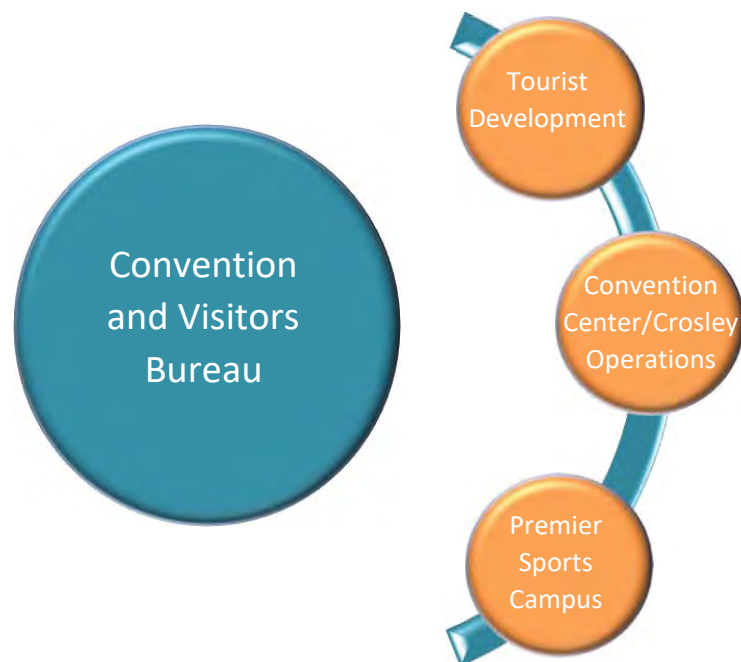 Convention
and Visitors
Bureau
Tourist
Development
Convention
Center/Crosley
Operations
Premier
Sports
Campus